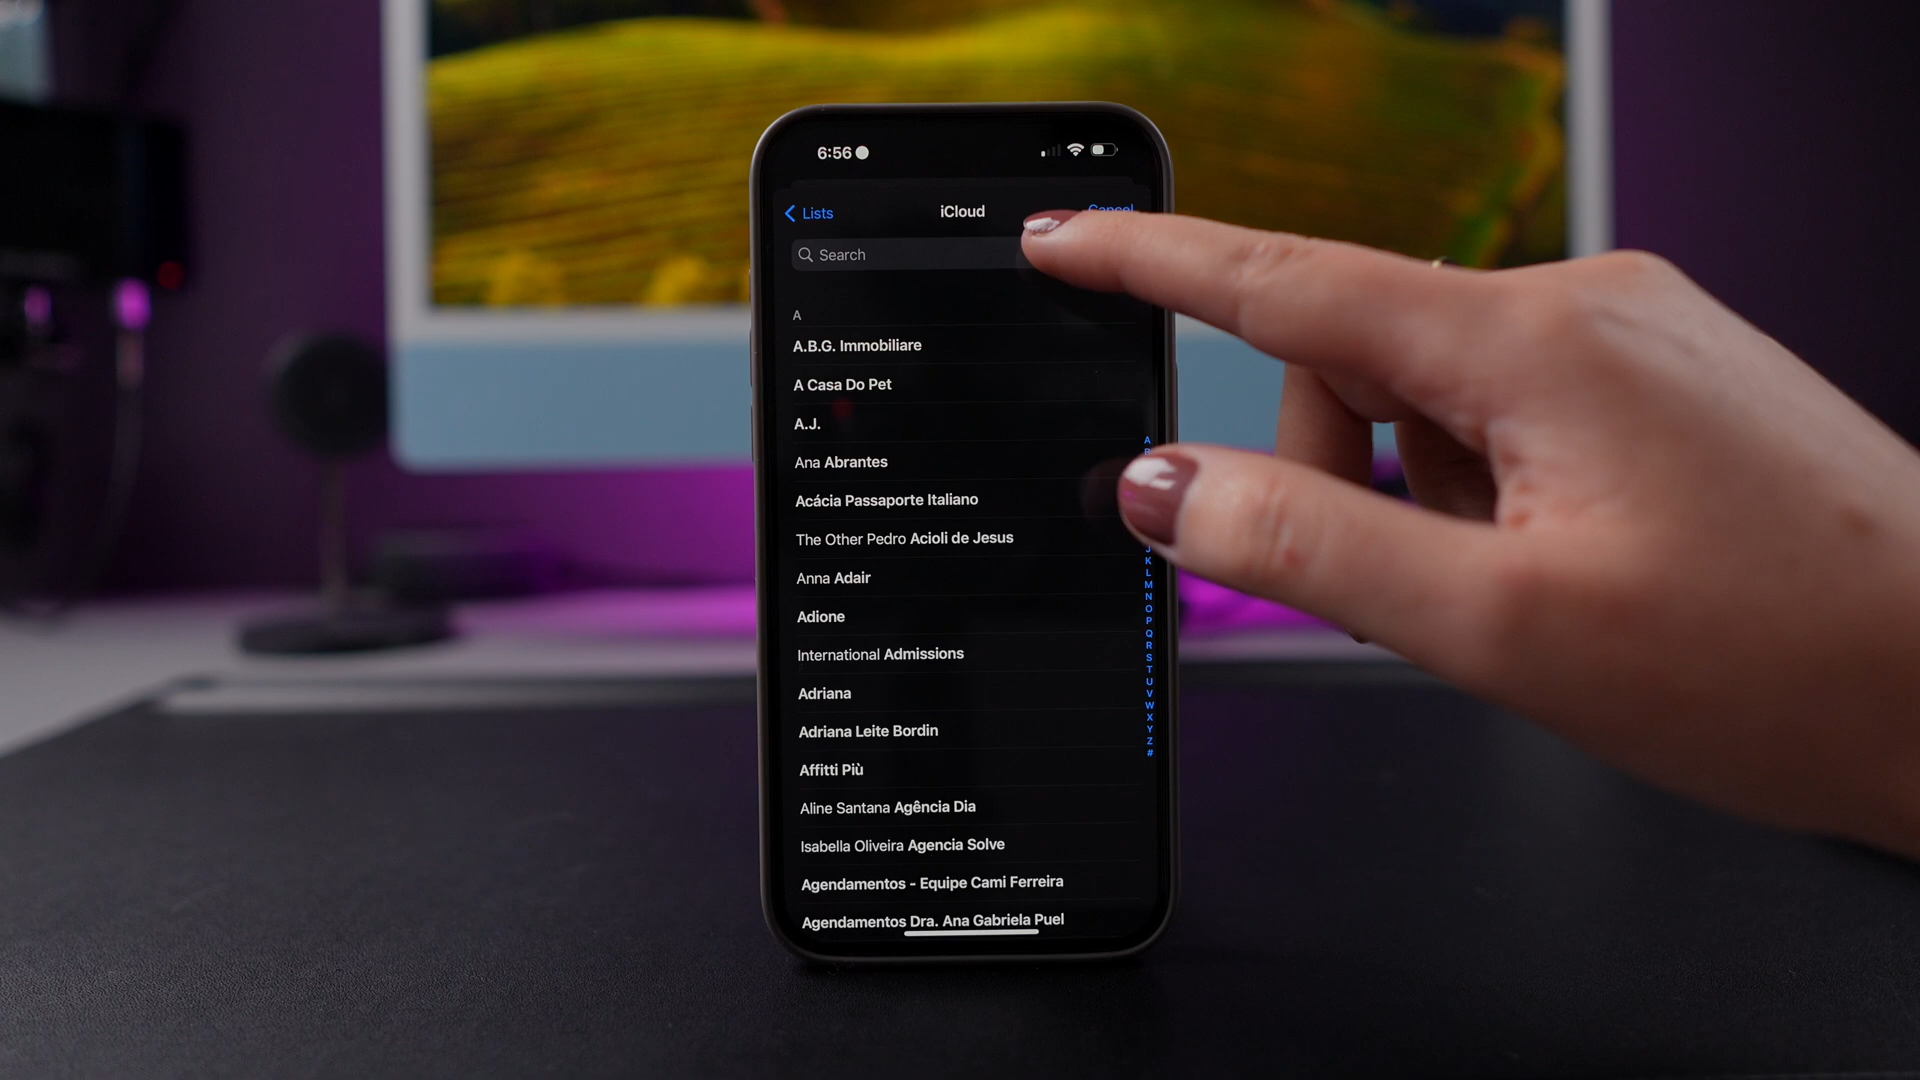 6:56
Lists
iCloud
Cancel
Search
A
A.B.G. Immobiliare
A Casa Do Pet
A.J.
Ana Abrantes
Acácia Passaporte Italiano
The Other Pedro Acioli de Jesus
Anna Adair
Adione
International Admissions
Adriana
Adriana Leite Bordin
Affitti Più
Aline Santana Agência Dia
Isabella Oliveira Agencia Solve
Agendamentos - Equipe Cami Ferreira
Agendamentos Dra. Ana Gabriela Puel
A
J
K
L
M
N
O
P
Q
R
S
T
U
V
W
X
Y
Z
#